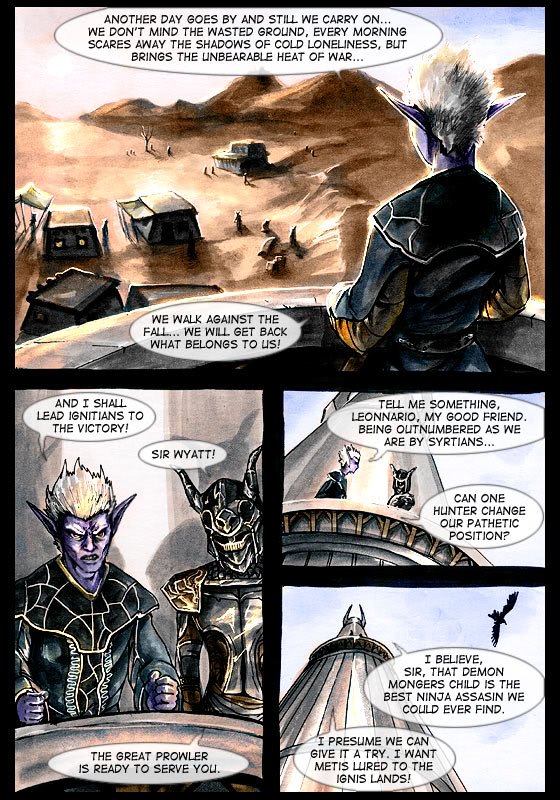 ANOTHER DAY GOES BY AND STILL WE CARRY ON...
WE DON'T MIND THE WASTED GROUND, EVERY MORNING
SCARES AWAY THE SHADOWS OF COLD LONELINESS, BUT
BRINGS THE UNBEARABLE HEAT OF WAR...
WE WALK AGAINST THE
FALL... WE WILL GET BACK
WHAT BELONGS TO US!
AND I SHALL
LEAD IGNITIANS TO
THE VICTORY!
SIR WYATT!
THE GREAT PROWLER
IS READY TO SERVE YOU.
TELL ME SOMETHING,
LEONNARIO, MY GOOD FRIEND.
BEING OUTNUMBERED AS WE
ARE BY SYRTIANS...
CAN ONE
HUNTER CHANGE
OUR PATHETIC
POSITION?
I BELIEVE,
SIR, THAT DEMON
MONGERS CHILD IS THE
BEST NINJA ASSASIN WE
COULD EVER FIND.
I PRESUME WE CAN
GIVE IT A TRY. I WANT
METIS LURED TO THE
IGNIS LANDS!